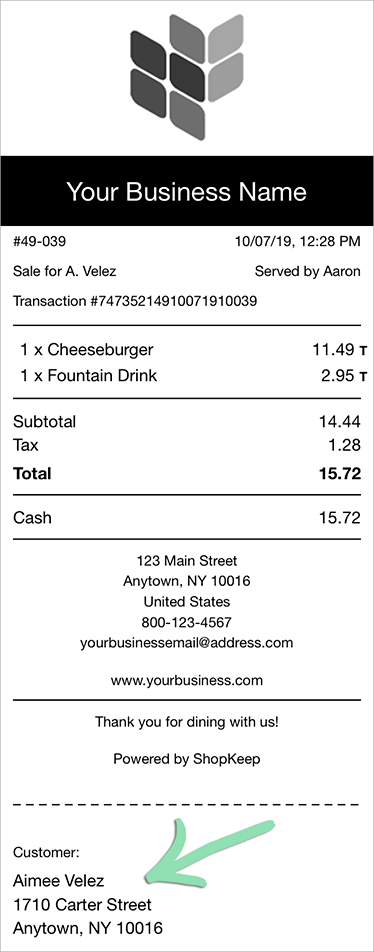 Your Business Name
#49-039 10/07/19, 12:28 PM
Sale for A. Velez Served by Aaron
Transaction #74735214910071910039
1 x Cheeseburger 11.49 T
1 x Fountain Drink 2.95 T
Subtotal 14.44
Tax 1.28
Total 15.72
Cash 15.72
123 Main Street
Anytown, NY 10016
United States
800-123-4567
yourbusinessemail@address.com
www.yourbusiness.com
Thank you for dining with us!
Powered by ShopKeep
Customer:
Aimee Velez
1710 Carter Street
Anytown, NY 10016